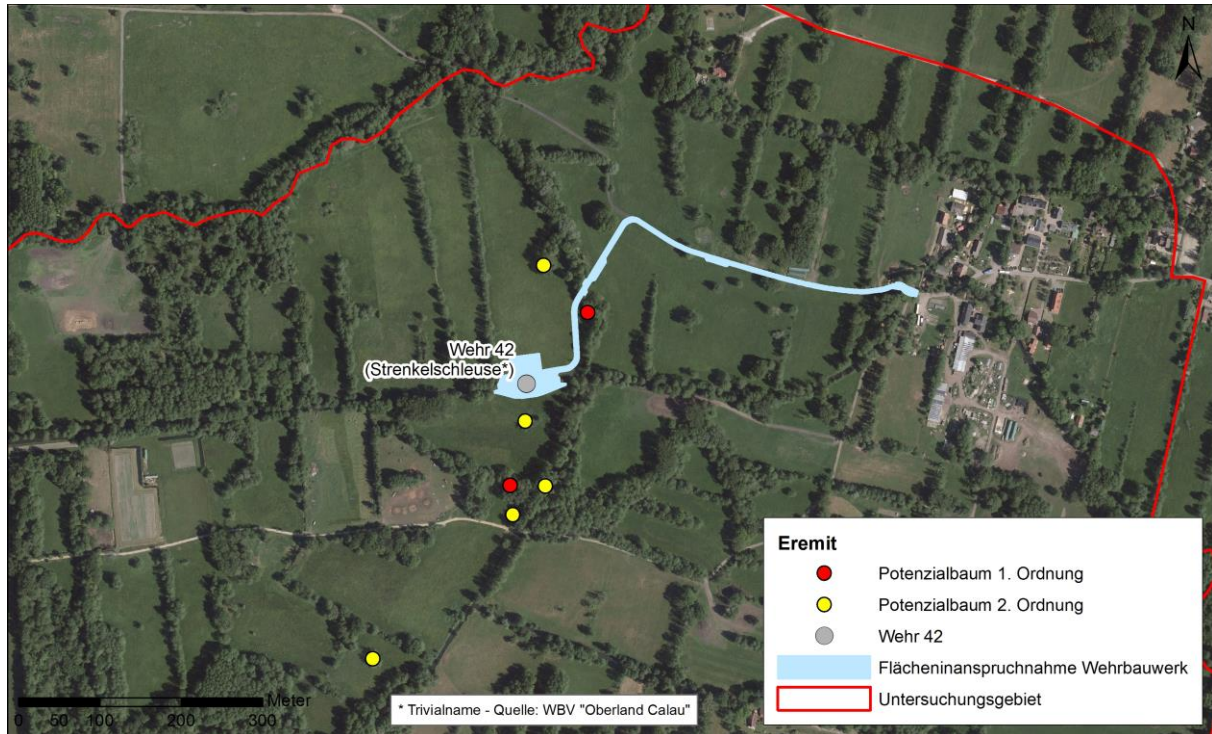 N
Wehr 42
(Strenkelschleuse*)
Eremit
Potenzialbaum 1. Ordnung
Potenzialbaum 2. Ordnung
Wehr 42
Flächeninanspruchnahme Wehrbauwerk
Untersuchungsgebiet
Meter
0 100 200 300
* Trivialname - Quelle: WBV "Oberland Calau"